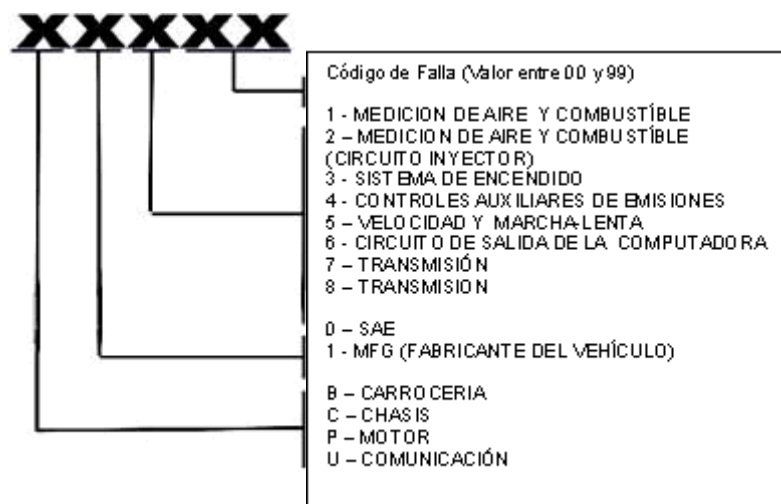 XXXXX
Código de Falla (Valor entre 00 y 99)
1 - MEDICION DE AIRE Y COMBUSTÍBLE
2 – MEDICION DE AIRE Y COMBUSTÍBLE
(CIRCUITO INYECTOR)
3 - SISTEMA DE ENCENDIDO
4 - CONTROLES AUXILIARES DE EMISIONES
5 – VELOCIDAD Y MARCHA-LENTA
6 - CIRCUITO DE SALIDA DE LA COMPUTADORA
7 – TRANSMISIÓN
8 – TRANSMISION
0 – SAE
1 - MFG (FABRICANTE DEL VEHÍCULO)
B – CARROCERIA
C – CHASIS
P – MOTOR
U – COMUNICACIÓN